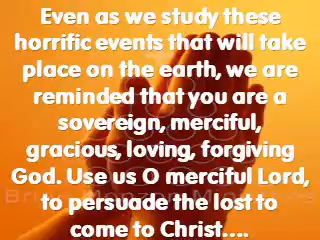 Even as we study these
horrific events that will take
place on the earth, we are
reminded that you are a
sovereign, merciful,
gracious, loving, forgiving
God. Use us O merciful Lord,
to persuade the lost to
come to Christ....